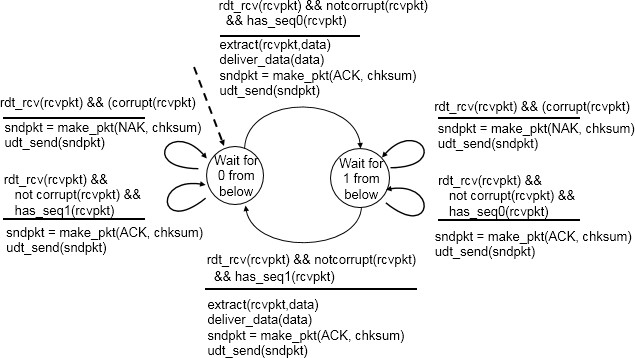 rdt_rcv(rcvpkt) && notcorrupt(rcvpkt)
&& has_seq0(rcvpkt)
extract(rcvpkt,data)
deliver_data(data)
sndpkt = make_pkt(ACK, chksum)
udt_send(sndpkt)
rdt_rcv(rcvpkt) && (corrupt(rcvpkt)
sndpkt = make_pkt(NAK, chksum)
udt_send(sndpkt)
rdt_rcv(rcvpkt) &&
not corrupt(rcvpkt) &&
has_seq1(rcvpkt)
sndpkt = make_pkt(ACK, chksum)
udt_send(sndpkt)
Wait for
0 from
below
Wait for
1 from
below
rdt_rcv(rcvpkt) && (corrupt(rcvpkt)
sndpkt = make_pkt(NAK, chksum)
udt_send(sndpkt)
rdt_rcv(rcvpkt) &&
not corrupt(rcvpkt) &&
has_seq0(rcvpkt)
sndpkt = make_pkt(ACK, chksum)
udt_send(sndpkt)
rdt_rcv(rcvpkt) && notcorrupt(rcvpkt)
&& has_seq1(rcvpkt)
extract(rcvpkt,data)
deliver_data(data)
sndpkt = make_pkt(ACK, chksum)
udt_send(sndpkt)